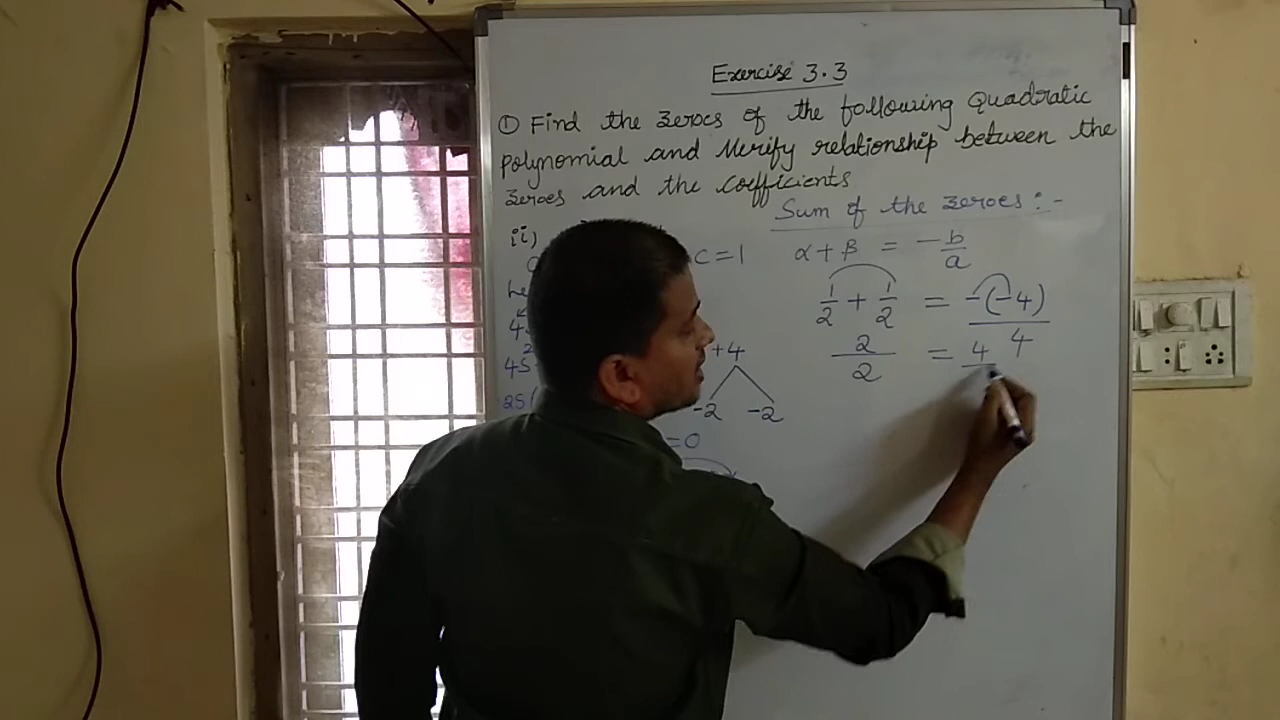 Exercise 3.3
① Find the zeroes of the following Quadratic
polynomial and Verify relationship between the
zeroes and the coefficients
ii)
c=1
4
45
25(
+4
-2 -2
=0
Sum of the zeroes :-
α+β = -b/a
1/2 + 1/2 = -(-4)/4
2/2 = 4